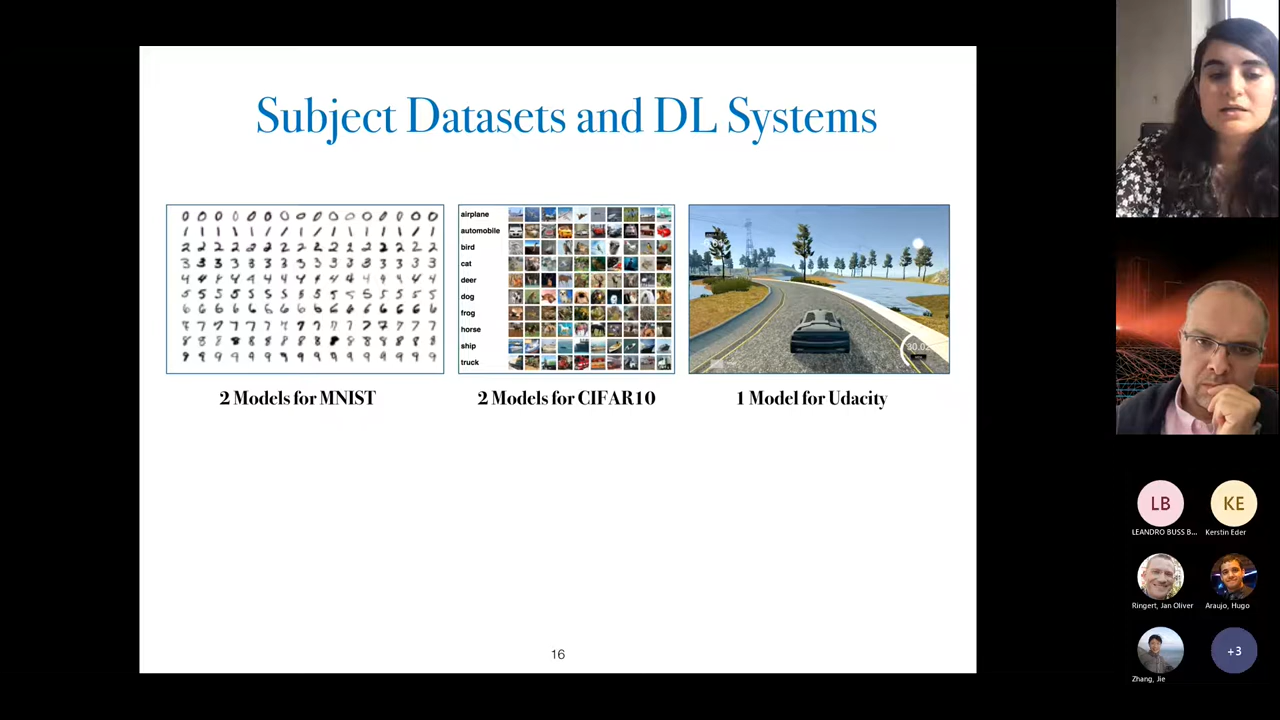 Subject Datasets and DL Systems
airplane
automobile
bird
cat
deer
dog
frog
horse
ship
truck
2 Models for MNIST
2 Models for CIFAR10
1 Model for Udacity
16
LB
KE
LEANDRO BUSS B...
Kerstin Eder
Ringert, Jan Oliver
Araujo, Hugo
Zhang, Jie
+3